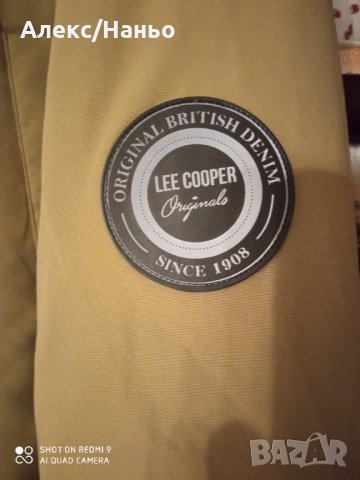 Алекс/Наньо
ORIGINAL BRITISH DENIM
LEE COOPER
Originals
SINCE 1908
SHOT ON REDMI 9
AI QUAD CAMERA
BAZAR